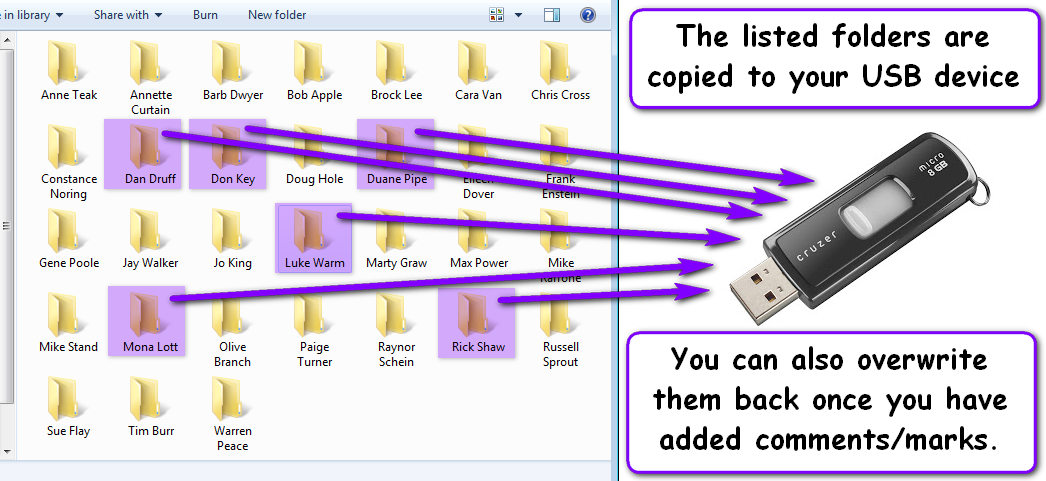 e in library Share with Burn New folder
The listed folders are
copied to your USB device
Anne Teak Annette Barb Dwyer Bob Apple Brock Lee Cara Van Chris Cross
Curtain
Constance Dan Druff Don Key Doug Hole Duane Pipe Eileen Frank
Noring Dover Enstein
Gene Poole Jay Walker Jo King Luke Warm Marty Graw Max Power Mike
Karrone
Mike Stand Mona Lott Olive Paige Raynor Rick Shaw Russell
Branch Turner Schein Sprout
Sue Flay Tim Burr Warren
Peace
micro
8 GB
cruzer
You can also overwrite
them back once you have
added comments/marks.